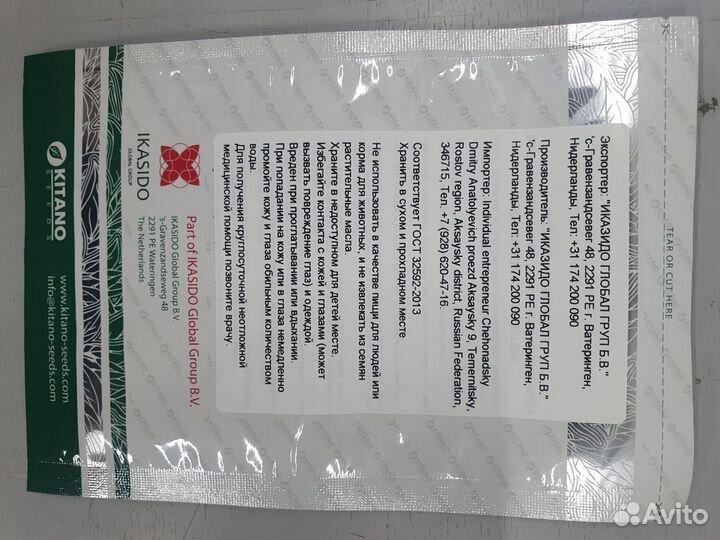 TEAR OR CUT HERE
Экспортер: "ИКАЗИДО ГЛОБАЛ ГРУП Б.В."
'с-Гравензандсевег 48, 2291 PE г. Ватеринген,
Нидерланды, Тел: +31 174 200 090
Производитель: "ИКАЗИДО ГЛОБАЛ ГРУП Б.В."
'с-Гравензандсевег 48, 2291 PE г. Ватеринген,
Нидерланды, Тел: +31 174 200 090
Импортер: Individual entrepreneur Chehonadsky
Dmitry Anatolyevich proezd Aksaysky 9, Temernitsky,
Rostov region, Aksaysky district, Russian Federation,
346715, Тел. +7 (928) 620-47-16.
Соответствует ГОСТ 32592-2013
Хранить в сухом и прохладном месте
Не использовать в качестве пищи для людей или
корма для животных, и не извлекать из семян
растительные масла.
Храните в недоступном для детей месте.
Избегайте контакта с кожей и глазами (может
вызвать повреждение глаз) и одеждой.
Вреден при проглатывании или вдыхании.
При попадании на кожу или в глаза немедленно
промойте кожу и глаза обильным количеством
воды.
Для получения круглосуточной неотложной
медицинской помощи позвоните врачу.
IKASIDO
GLOBAL GROUP
Part of IKASIDO Global Group B.V.
IKASIDO Global Group B.V.
's-Gravenzandseweg 48
2291 PE Wateringen
The Netherlands
KITANO
SEEDS
www.kitano-seeds.com
info@kitano-seeds.com
Avito